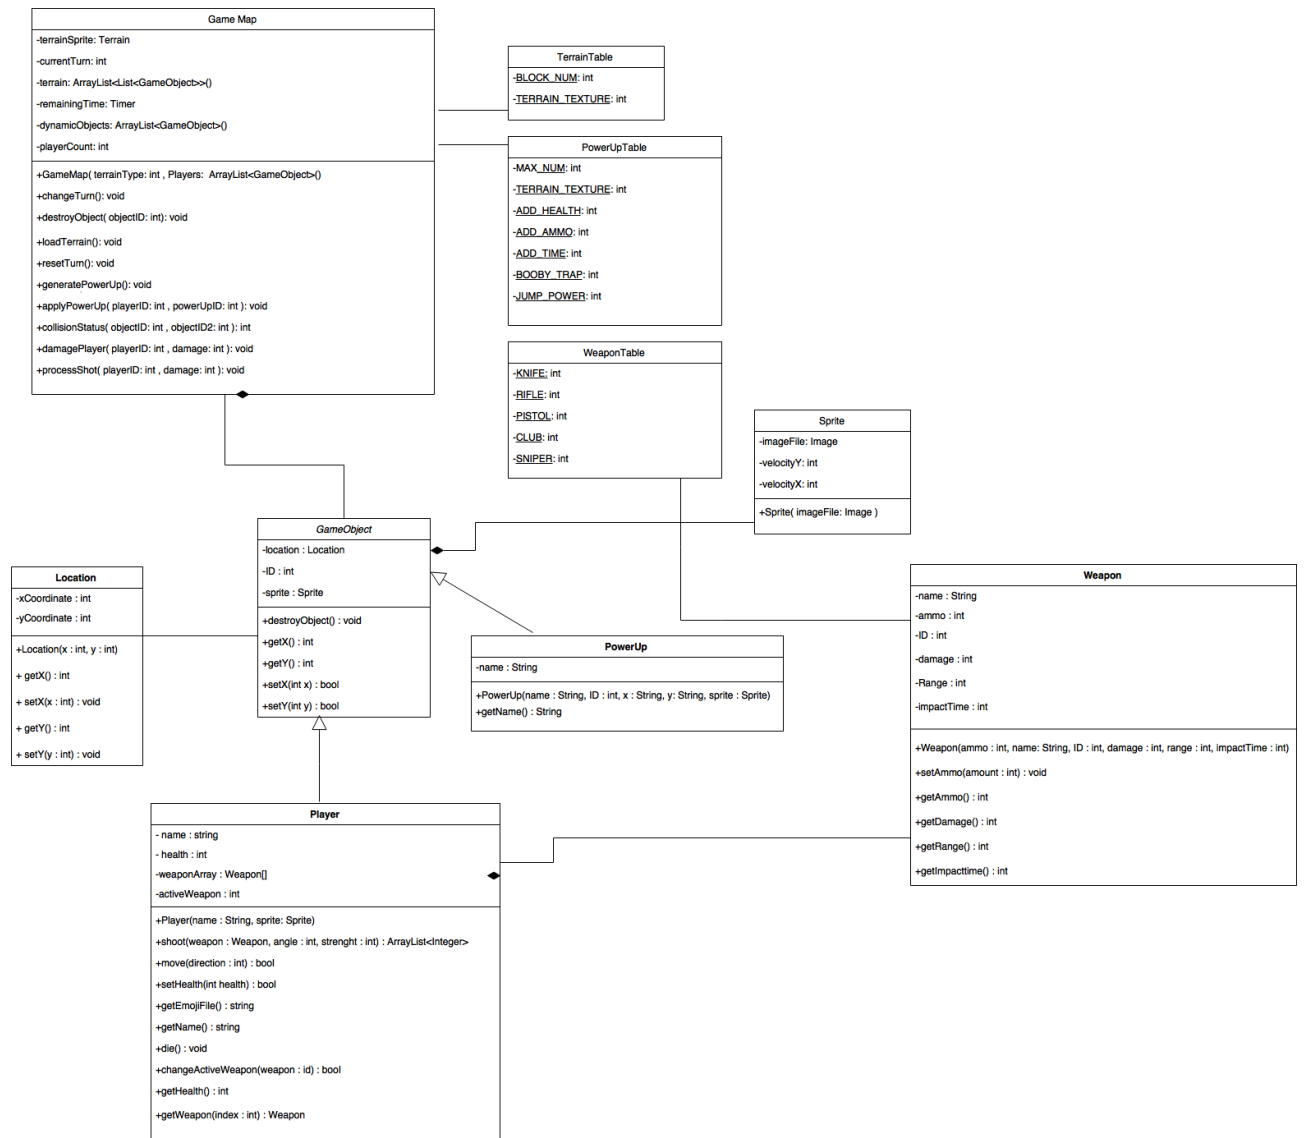 Game Map
-terrainSprite: Terrain
-currentTurn: int
-terrain: ArrayList<List<GameObject>>()
-remainingTime: Timer
-dynamicObjects: ArrayList<GameObject>()
-playerCount: int
+GameMap( terrainType: int , Players:  ArrayList<GameObject>()
+changeTurn(): void
+destroyObject( objectID: int): void
+loadTerrain(): void
+resetTurn(): void
+generatePowerUp(): void
+applyPowerUp( playerID: int , powerUpID: int ): void
+collisionStatus( objectID: int , objectID2: int ): int
+damagePlayer( playerID: int , damage: int ): void
+processShot( playerID: int , damage: int ): void
TerrainTable
-BLOCK_NUM: int
-TERRAIN_TEXTURE: int
PowerUpTable
-MAX_NUM: int
-TERRAIN_TEXTURE: int
-ADD_HEALTH: int
-ADD_AMMO: int
-ADD_TIME: int
-BOOBY_TRAP: int
-JUMP_POWER: int
WeaponTable
-KNIFE: int
-RIFLE: int
-PISTOL: int
-CLUB: int
-SNIPER: int
Sprite
-imageFile: Image
-velocityY: int
-velocityX: int
+Sprite( imageFile: Image )
GameObject
-location : Location
-ID : int
-sprite : Sprite
+destroyObject() : void
+getX() : int
+getY() : int
+setX(int x) : bool
+setY(int y) : bool
Location
-xCoordinate : int
-yCoordinate : int
+Location(x : int, y : int)
+ getX() : int
+ setX(x : int) : void
+ getY() : int
+ setY(y : int) : void
PowerUp
-name : String
+PowerUp(name : String, ID : int, x : String, y: String, sprite : Sprite)
+getName() : String
Weapon
-name : String
-ammo : int
-ID : int
-damage : int
-Range : int
-impactTime : int
+Weapon(ammo : int, name: String, ID : int, damage : int, range : int, impactTime : int)
+setAmmo(amount : int) : void
+getAmmo() : int
+getDamage() : int
+getRange() : int
+getImpacttime() : int
Player
- name : string
- health : int
-weaponArray : Weapon[]
-activeWeapon : int
+Player(name : String, sprite: Sprite)
+shoot(weapon : Weapon, angle : int, strenght : int) : ArrayList<Integer>
+move(direction : int) : bool
+setHealth(int health) : bool
+getEmojiFile() : string
+getName() : string
+die() : void
+changeActiveWeapon(weapon : id) : bool
+getHealth() : int
+getWeapon(index : int) : Weapon